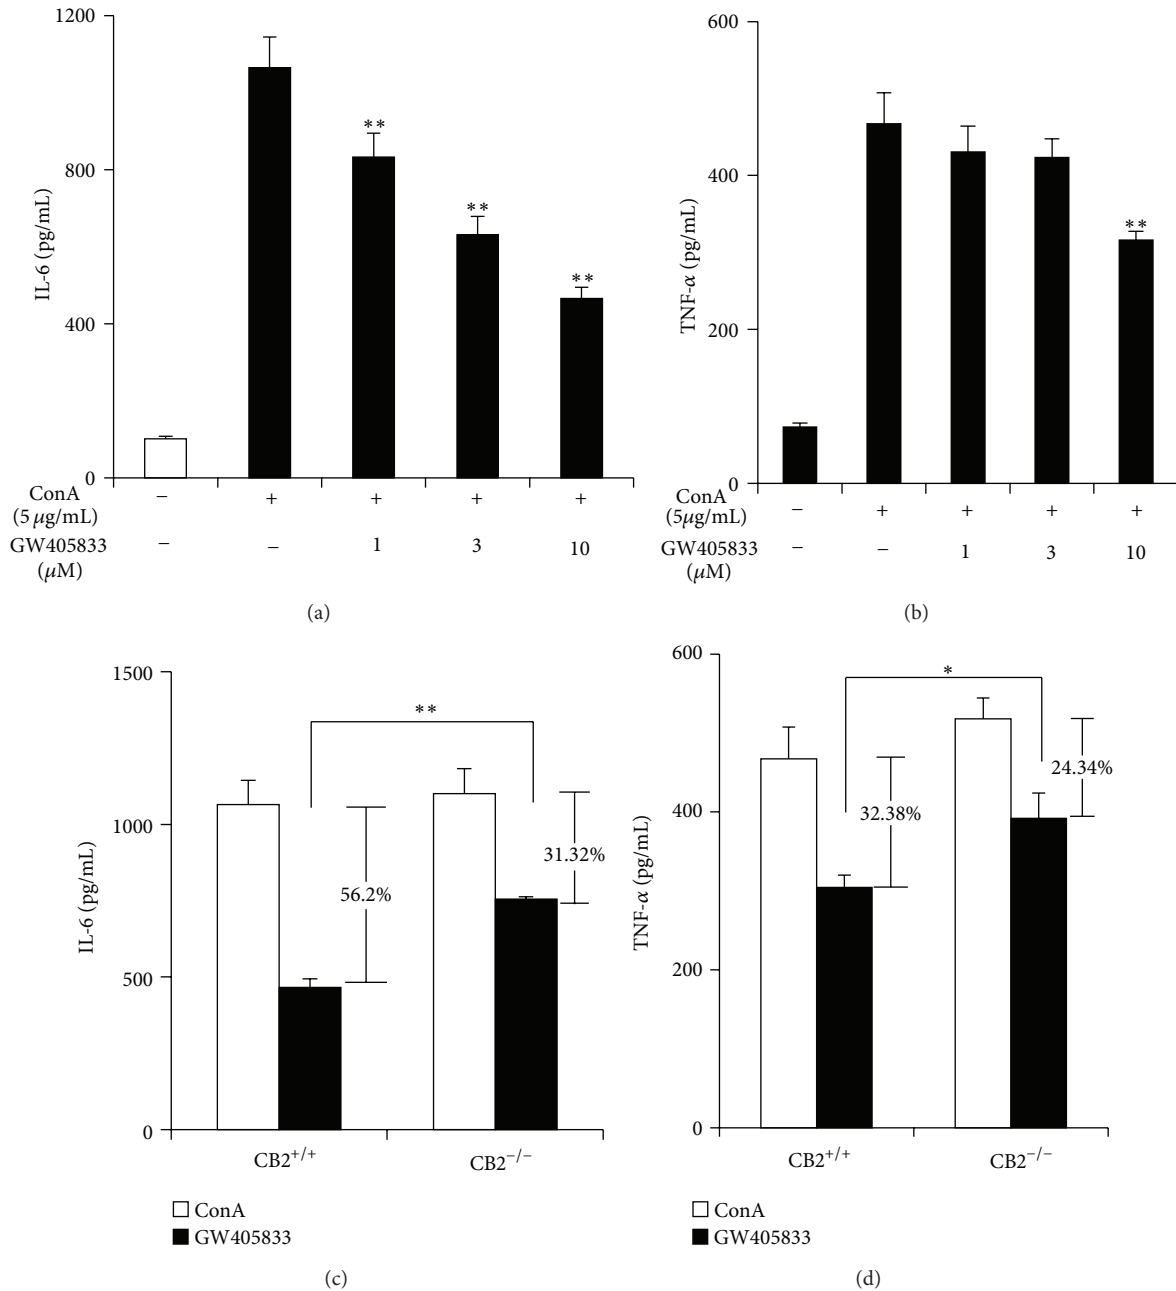 1200
800
400
0
IL-6 (pg/mL)
**
**
**
ConA
(5 μg/mL)
− + + + +
GW405833
(μM)
− − 1 3 10
(a)
600
400
200
0
TNF-α (pg/mL)
**
ConA
(5μg/mL)
− + + + +
GW405833
(μM)
− − 1 3 10
(b)
1500
1000
500
0
IL-6 (pg/mL)
**
56.2%
31.32%
CB2+/+ CB2−/−
ConA
GW405833
(c)
600
400
200
0
TNF-α (pg/mL)
*
32.38%
24.34%
CB2+/+ CB2−/−
ConA
GW405833
(d)